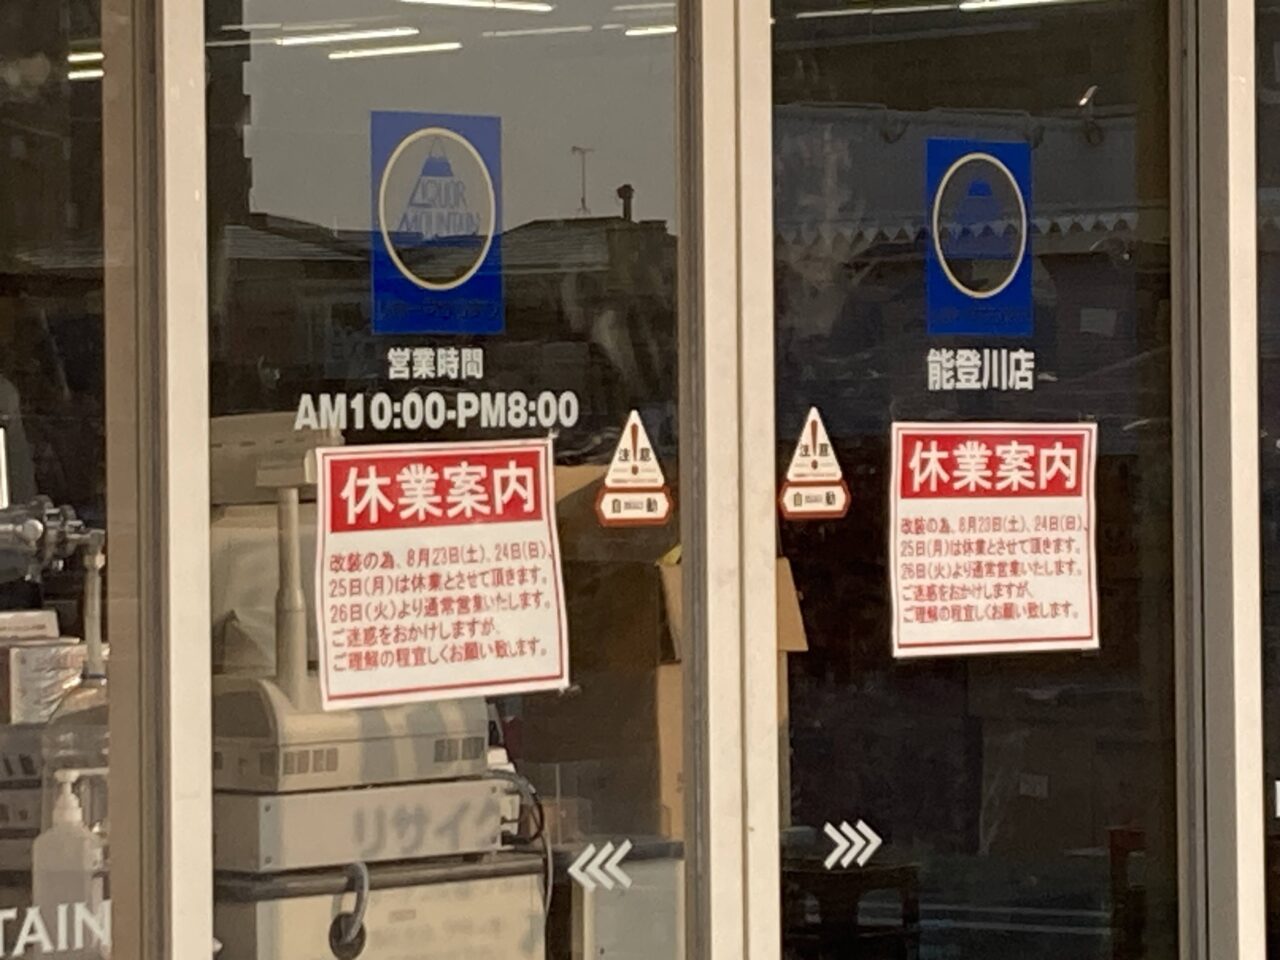 LIQUOR
MOUNTAIN
営業時間
AM10:00-PM8:00
休業案内
改装の為、8月23日(土)、24日(日)、
25日(月)は休業とさせて頂きます。
26日(火)より通常営業いたします。
ご迷惑をおかけしますが、
ご理解の程宜しくお願い致します。
注意
自動
リサイク
TAIN
能登川店
注意
自動
休業案内
改装の為、8月23日(土)、24日(日)、
25日(月)は休業とさせて頂きます。
26日(火)より通常営業いたします。
ご迷惑をおかけしますが、
ご理解の程宜しくお願い致します。